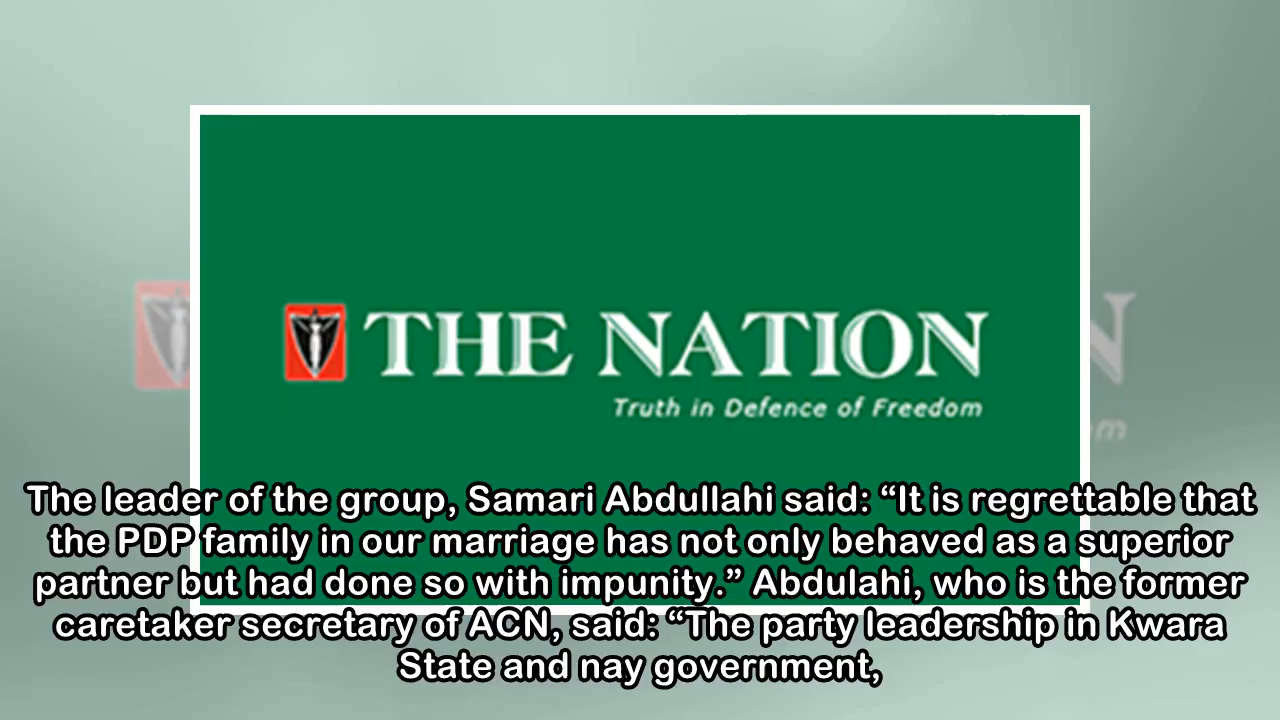 THE NATION
Truth in Defence of Freedom
The leader of the group, Samari Abdullahi said: “It is regrettable that
the PDP family in our marriage has not only behaved as a superior
partner but had done so with impunity.” Abdulahi, who is the former
caretaker secretary of ACN, said: “The party leadership in Kwara
State and nay government,